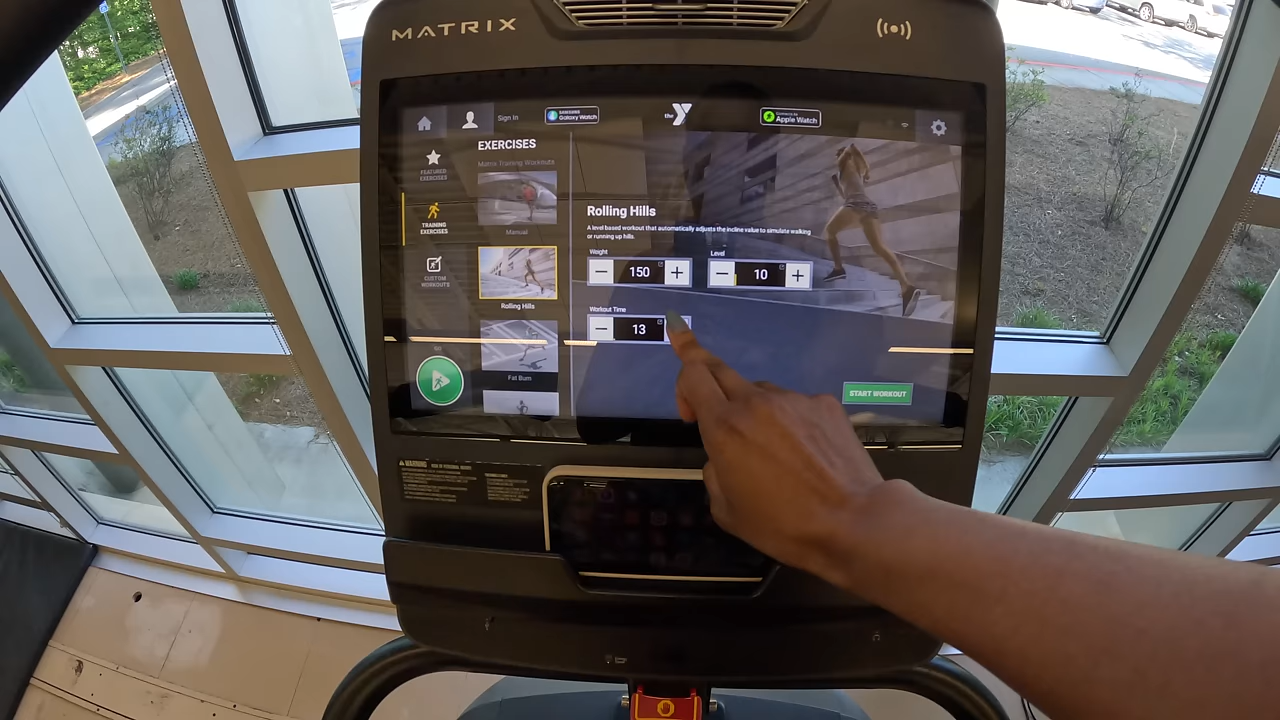 MATRIX
Sign In
Galaxy Watch
the Y
Apple Watch
EXERCISES
Matrix Training Workouts
FEATURED
EXERCISES
Manual
TRAINING
EXERCISES
Rolling Hills
CUSTOM
WORKOUTS
Fat Burn
Rolling Hills
A level based workout that automatically adjusts the incline value to simulate walking
or running up hills.
Weight
Level
− 150 +
− 10 +
Workout Time
− 13
START WORKOUT
WARNING